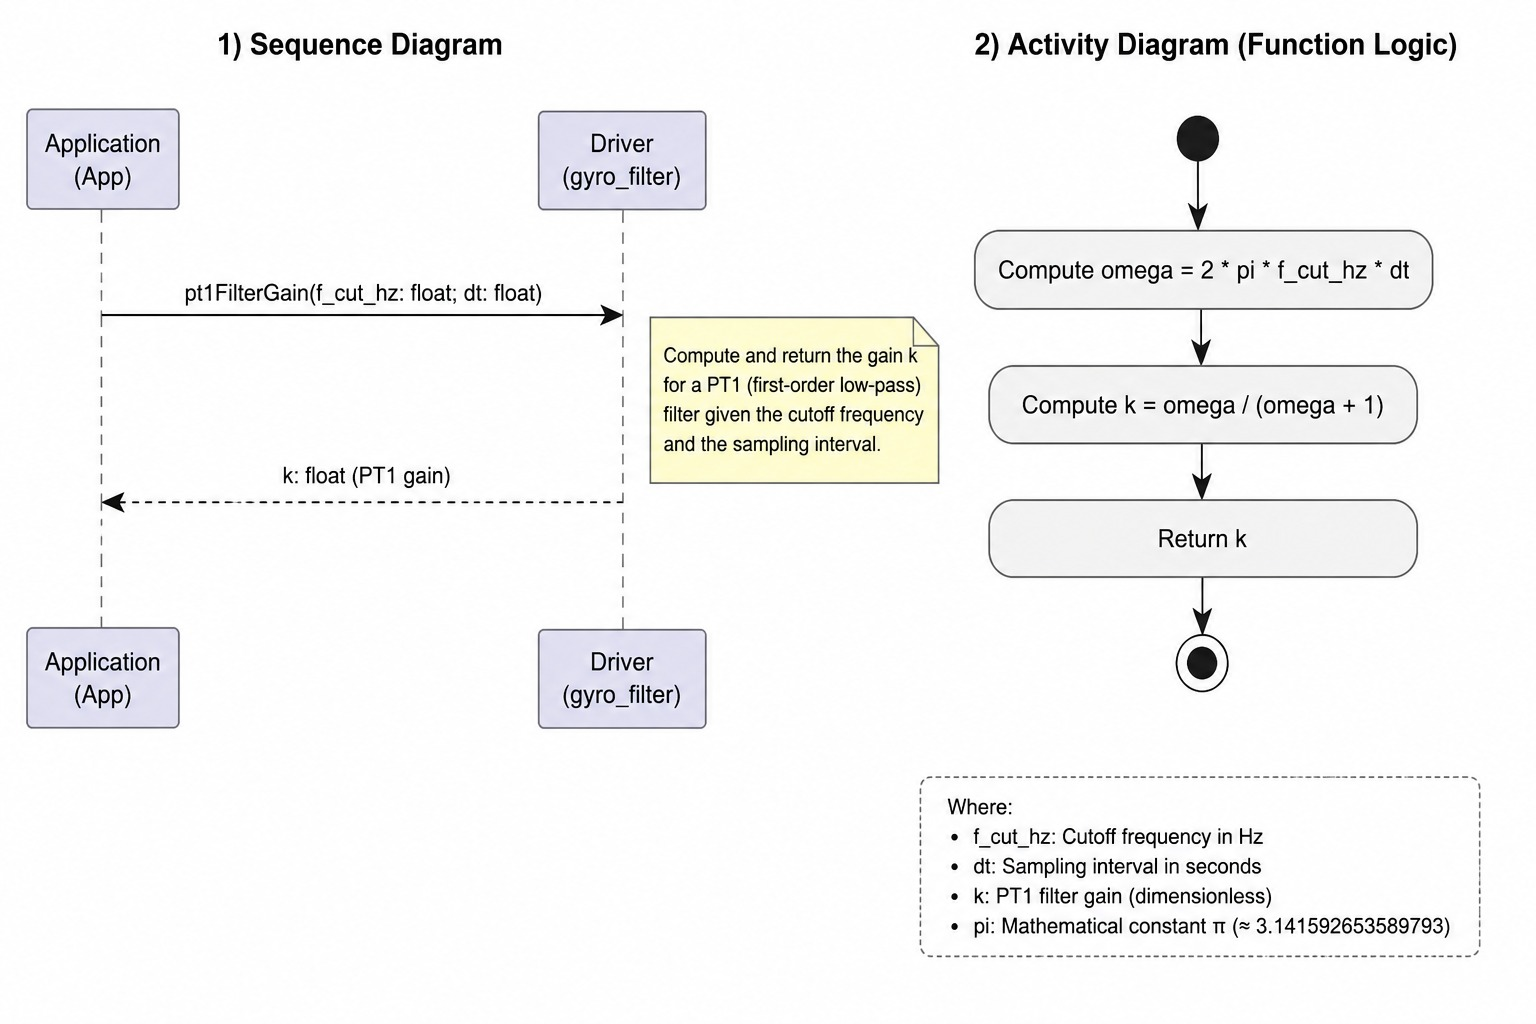 1) Sequence Diagram
Application
(App)
Driver
(gyro_filter)
pt1FilterGain(f_cut_hz: float; dt: float)
Compute and return the gain k
for a PT1 (first-order low-pass)
filter given the cutoff frequency
and the sampling interval.
k: float (PT1 gain)
Application
(App)
Driver
(gyro_filter)
2) Activity Diagram (Function Logic)
Compute omega = 2 * pi * f_cut_hz * dt
Compute k = omega / (omega + 1)
Return k
Where:
• f_cut_hz: Cutoff frequency in Hz
• dt: Sampling interval in seconds
• k: PT1 filter gain (dimensionless)
• pi: Mathematical constant π (≈ 3.141592653589793)